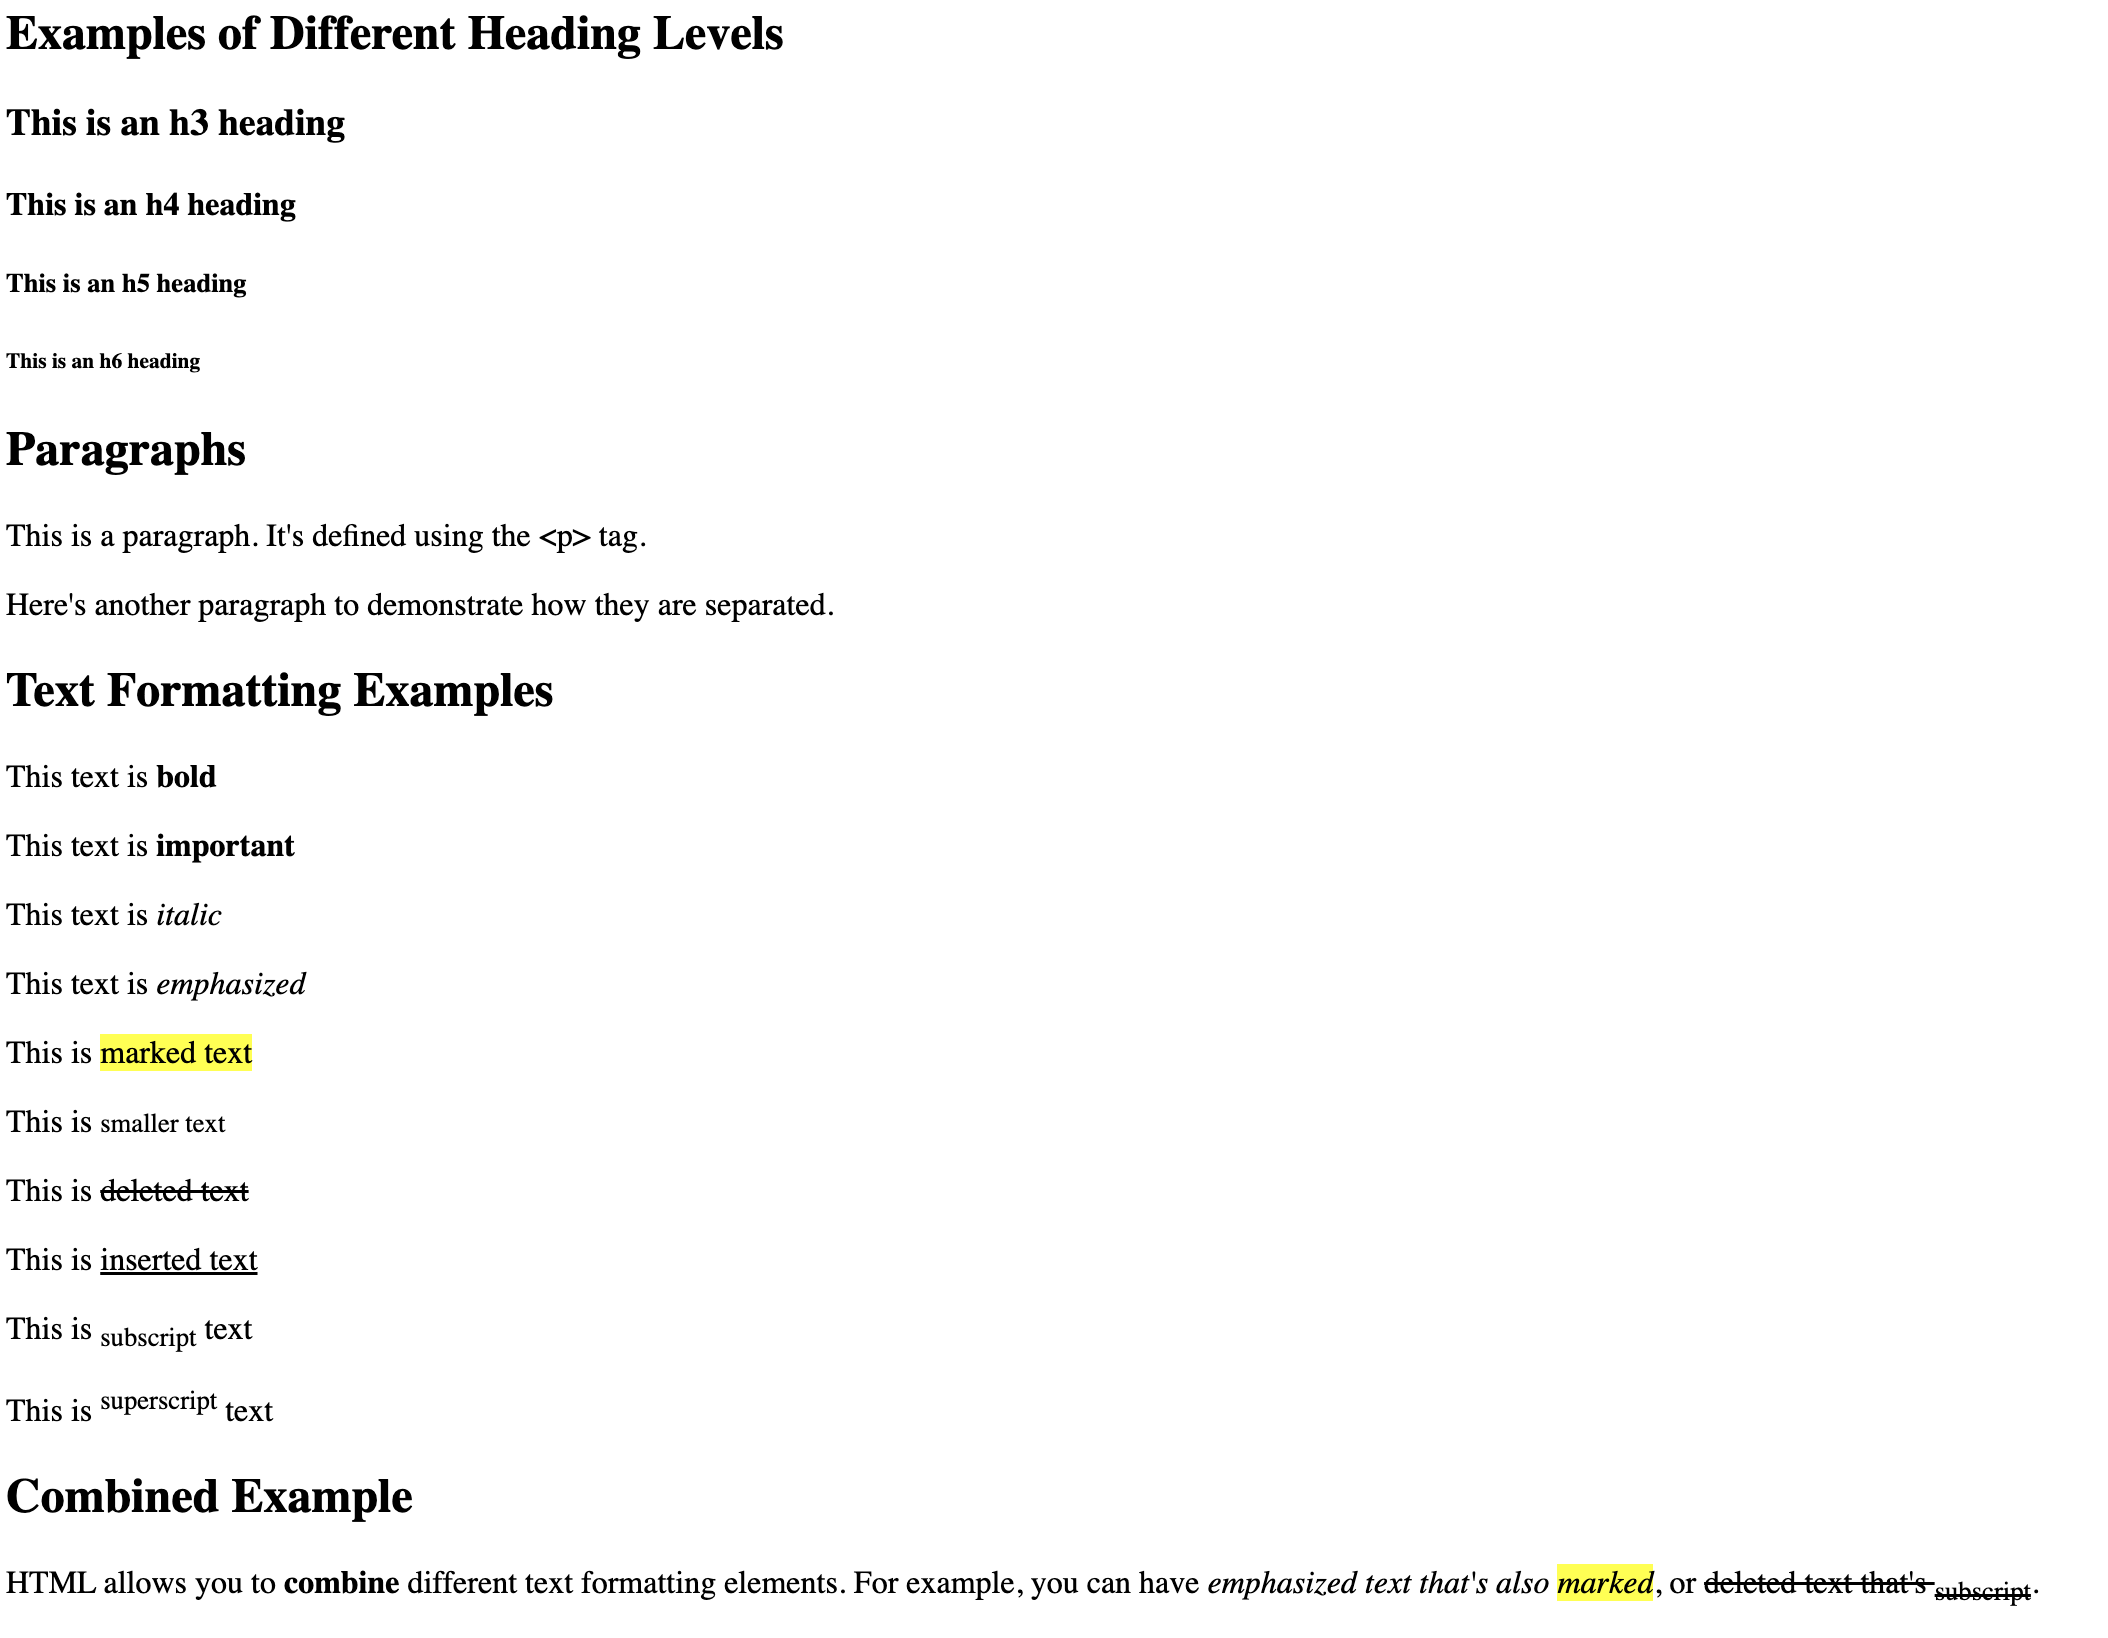 Examples of Different Heading Levels
This is an h3 heading
This is an h4 heading
This is an h5 heading
This is an h6 heading
Paragraphs
This is a paragraph. It's defined using the <p> tag.
Here's another paragraph to demonstrate how they are separated.
Text Formatting Examples
This text is bold
This text is important
This text is italic
This text is emphasized
This is marked text
This is smaller text
This is deleted text
This is inserted text
This is subscript text
This is superscript text
Combined Example
HTML allows you to combine different text formatting elements. For example, you can have emphasized text that's also marked, or deleted text that's subscript.